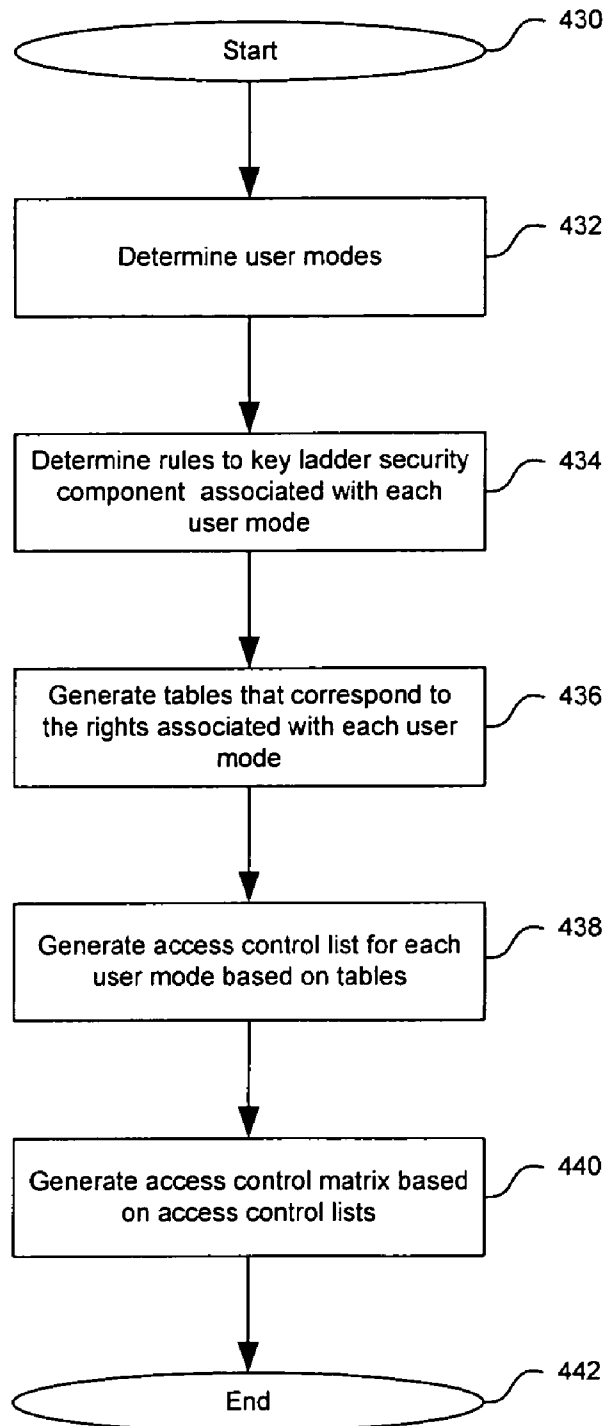 Start
430
Determine user modes
432
Determine rules to key ladder security
component associated with each
user mode
434
Generate tables that correspond to
the rights associated with each user
mode
436
Generate access control list for each
user mode based on tables
438
Generate access control matrix based
on access control lists
440
End
442